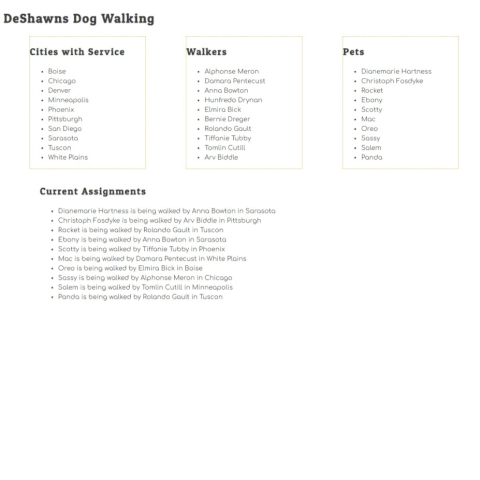 DeShawns Dog Walking
Cities with Service
Boise
Chicago
Denver
Minneapolis
Phoenix
Pittsburgh
San Diego
Sarasota
Tuscon
White Plains
Walkers
Alphonse Meron
Damara Pentecust
Anna Bowton
Hunfredo Drynan
Elmira Bick
Bernie Dreger
Rolando Gault
Tiffanie Tubby
Tomlin Cutill
Arv Biddle
Pets
Dianemarie Hartness
Christoph Fosdyke
Rocket
Ebony
Scotty
Mac
Oreo
Sassy
Salem
Panda
Current Assignments
Dianemarie Hartness is being walked by Anna Bowton in Sarasota
Christoph Fosdyke is being walked by Arv Biddle in Pittsburgh
Rocket is being walked by Rolando Gault in Tuscon
Ebony is being walked by Anna Bowton in Sarasota
Scotty is being walked by Tiffanie Tubby in Phoenix
Mac is being walked by Damara Pentecust in White Plains
Oreo is being walked by Elmira Bick in Boise
Sassy is being walked by Alphonse Meron in Chicago
Salem is being walked by Tomlin Cutill in Minneapolis
Panda is being walked by Rolando Gault in Tuscon